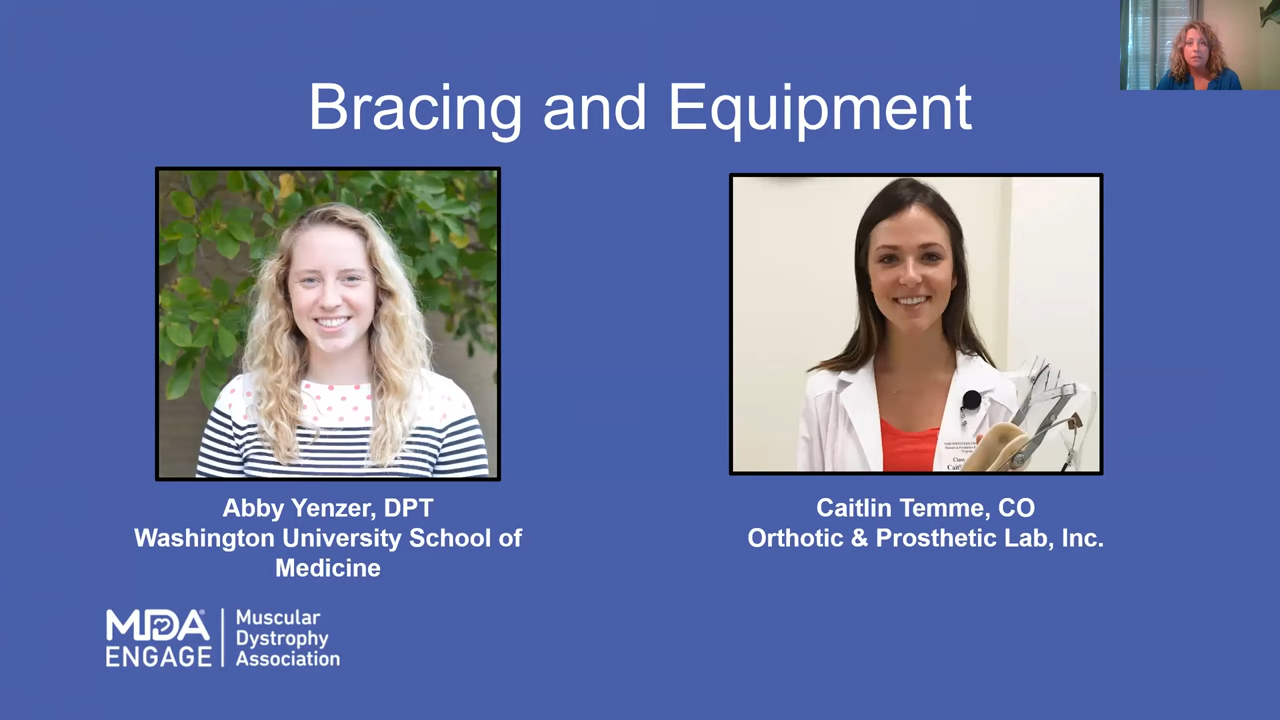 Bracing and Equipment
Abby Yenzer, DPT
Washington University School of
Medicine
Caitlin Temme, CO
Orthotic & Prosthetic Lab, Inc.
MDA
ENGAGE
Muscular
Dystrophy
Association